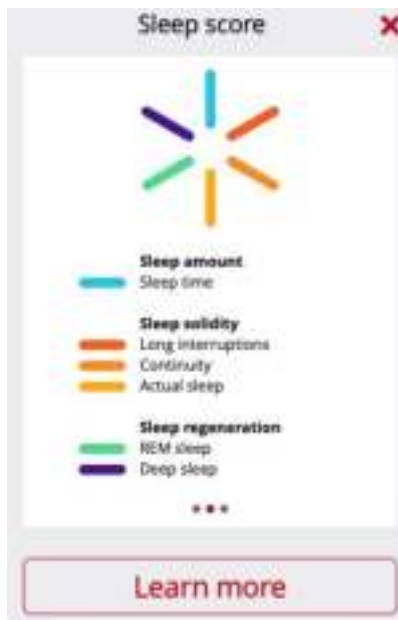 Sleep score
Sleep amount
Sleep time
Sleep solidity
Long interruptions
Continuity
Actual sleep
Sleep regeneration
REM sleep
Deep sleep
Learn more